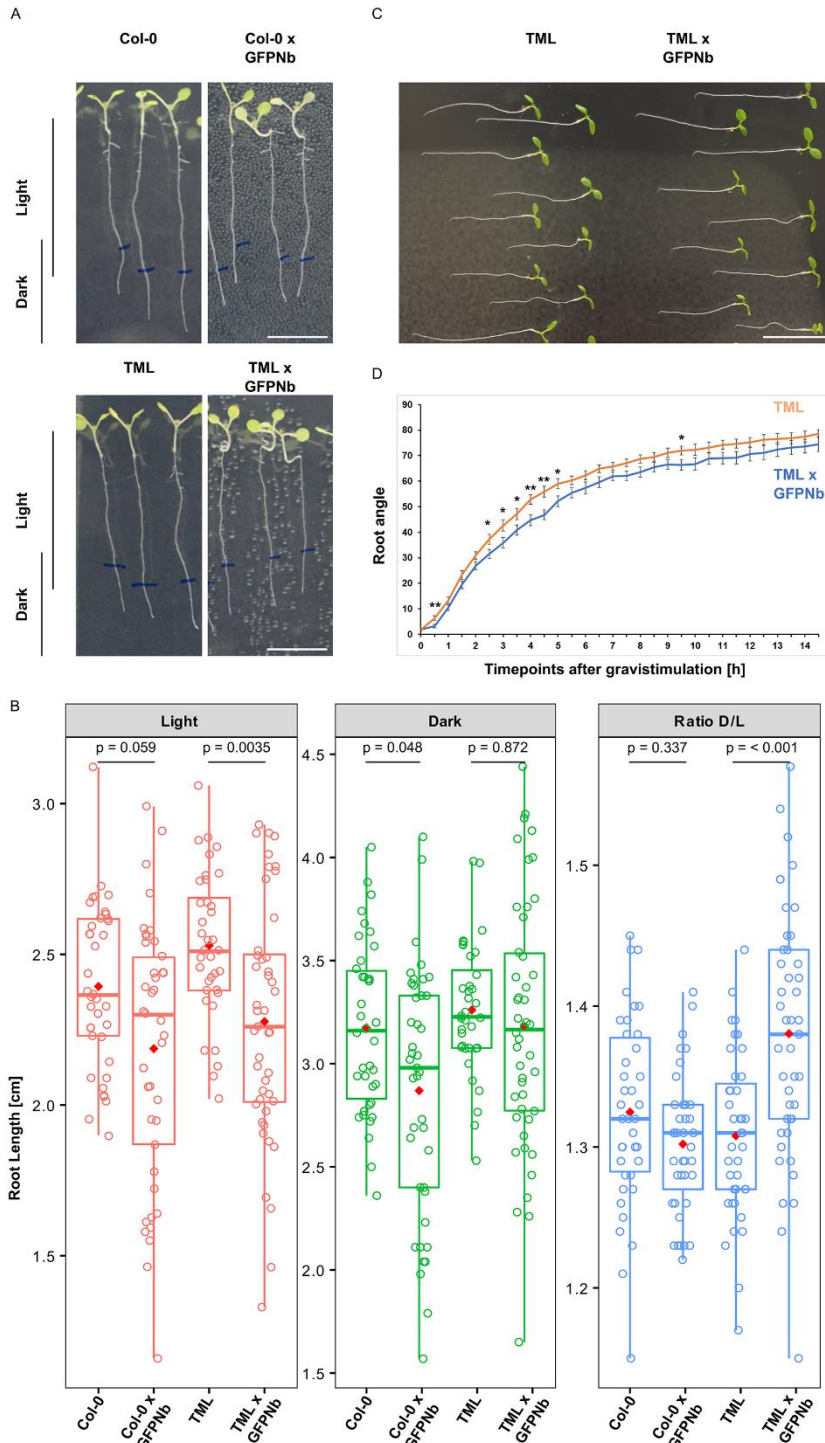 A
Col-0
Col-0 x
GFPNb
Light
Dark
TML
TML x
GFPNb
Light
Dark
C
TML
TML x
GFPNb
D
TML
TML x
GFPNb
Root angle
90
80
70
60
50
40
30
20
10
0
**
*
*
*
**
**
*
*
0 1 2 3 4 5 6 7 8 9 10 11 12 13 14
Timepoints after gravistimulation [h]
B
Light
Dark
Ratio D/L
p = 0.059
p = 0.0035
p = 0.048
p = 0.872
p = 0.337
p = < 0.001
Root Length [cm]
3.0
2.5
2.0
1.5
4.5
4.0
3.5
3.0
2.5
2.0
1.5
1.5
1.4
1.3
1.2
Col-0
Col-0 x
GFPNb
TML
TML x
GFPNb
Col-0
Col-0 x
GFPNb
TML
TML x
GFPNb
Col-0
Col-0 x
GFPNb
TML
TML x
GFPNb